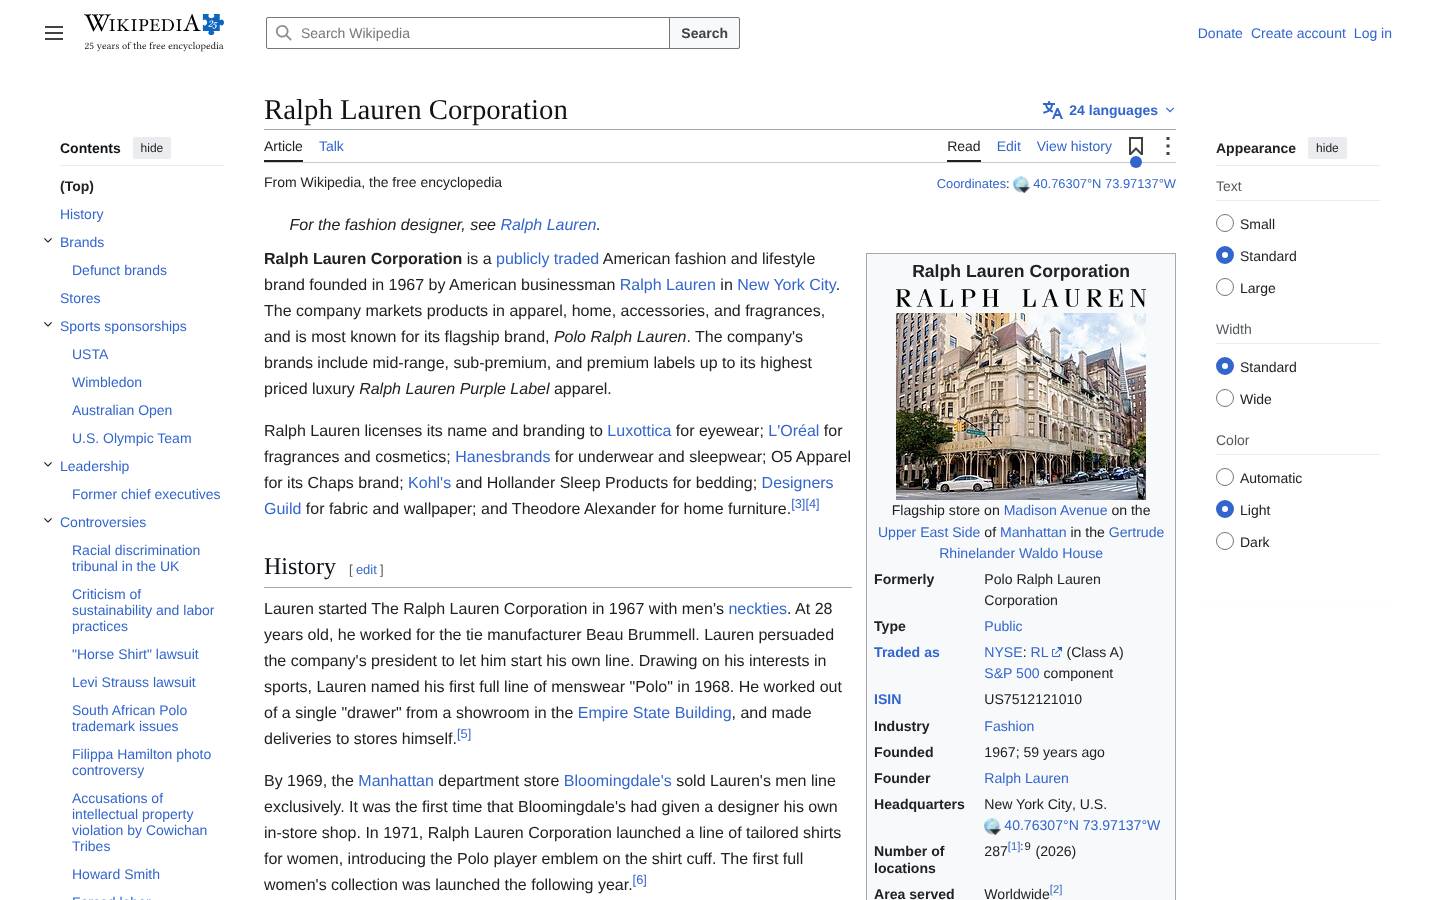 WIKIPEDIA 25
25 years of the free encyclopedia
Search Wikipedia
Search
Donate Create account Log in
Contents hide
(Top)
History
Brands
Defunct brands
Stores
Sports sponsorships
USTA
Wimbledon
Australian Open
U.S. Olympic Team
Leadership
Former chief executives
Controversies
Racial discrimination
tribunal in the UK
Criticism of
sustainability and labor
practices
"Horse Shirt" lawsuit
Levi Strauss lawsuit
South African Polo
trademark issues
Filippa Hamilton photo
controversy
Accusations of
intellectual property
violation by Cowichan
Tribes
Howard Smith
Ralph Lauren Corporation
24 languages
Article Talk
Read Edit View history
From Wikipedia, the free encyclopedia
Coordinates: 40.76307°N 73.97137°W
For the fashion designer, see Ralph Lauren.
Ralph Lauren Corporation is a publicly traded American fashion and lifestyle
brand founded in 1967 by American businessman Ralph Lauren in New York City.
The company markets products in apparel, home, accessories, and fragrances,
and is most known for its flagship brand, Polo Ralph Lauren. The company's
brands include mid-range, sub-premium, and premium labels up to its highest
priced luxury Ralph Lauren Purple Label apparel.
Ralph Lauren licenses its name and branding to Luxottica for eyewear; L'Oréal for
fragrances and cosmetics; Hanesbrands for underwear and sleepwear; O5 Apparel
for its Chaps brand; Kohl's and Hollander Sleep Products for bedding; Designers
Guild for fabric and wallpaper; and Theodore Alexander for home furniture.[3][4]
History [ edit ]
Lauren started The Ralph Lauren Corporation in 1967 with men's neckties. At 28
years old, he worked for the tie manufacturer Beau Brummell. Lauren persuaded
the company's president to let him start his own line. Drawing on his interests in
sports, Lauren named his first full line of menswear "Polo" in 1968. He worked out
of a single "drawer" from a showroom in the Empire State Building, and made
deliveries to stores himself.[5]
By 1969, the Manhattan department store Bloomingdale's sold Lauren's men line
exclusively. It was the first time that Bloomingdale's had given a designer his own
in-store shop. In 1971, Ralph Lauren Corporation launched a line of tailored shirts
for women, introducing the Polo player emblem on the shirt cuff. The first full
women's collection was launched the following year.[6]
Ralph Lauren Corporation
RALPH LAUREN
Flagship store on Madison Avenue on the
Upper East Side of Manhattan in the Gertrude
Rhinelander Waldo House
Formerly Polo Ralph Lauren
Corporation
Type Public
Traded as NYSE: RL (Class A)
S&P 500 component
ISIN US7512121010
Industry Fashion
Founded 1967; 59 years ago
Founder Ralph Lauren
Headquarters New York City, U.S.
40.76307°N 73.97137°W
Number of
locations 287[1]:9 (2026)
Area served Worldwide[2]
Appearance hide
Text
Small
Standard
Large
Width
Standard
Wide
Color
Automatic
Light
Dark